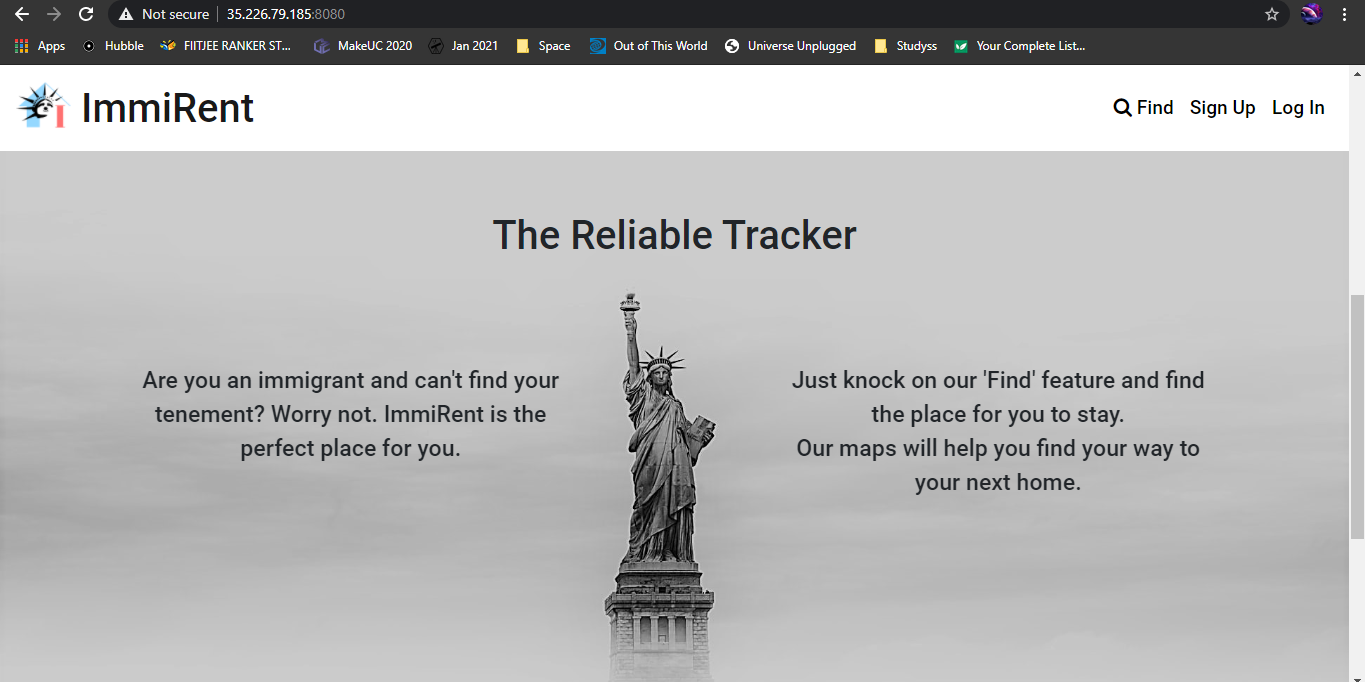 Not secure 35.226.79.185:8080
Apps Hubble FIITJEE RANKER ST... MakeUC 2020 Jan 2021 Space Out of This World Universe Unplugged Studyss Your Complete List...
ImmiRent Find Sign Up Log In
The Reliable Tracker
Are you an immigrant and can't find your
tenement? Worry not. ImmiRent is the
perfect place for you.
Just knock on our 'Find' feature and find
the place for you to stay.
Our maps will help you find your way to
your next home.